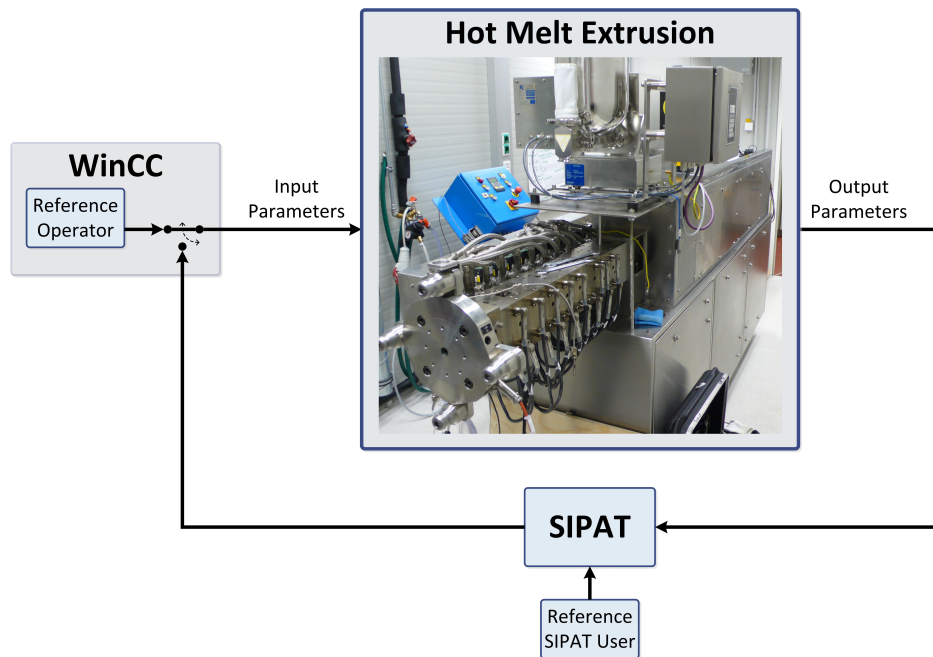 Hot Melt Extrusion
WinCC
Reference
Operator
Input
Parameters
Output
Parameters
SIPAT
Reference
SIPAT User